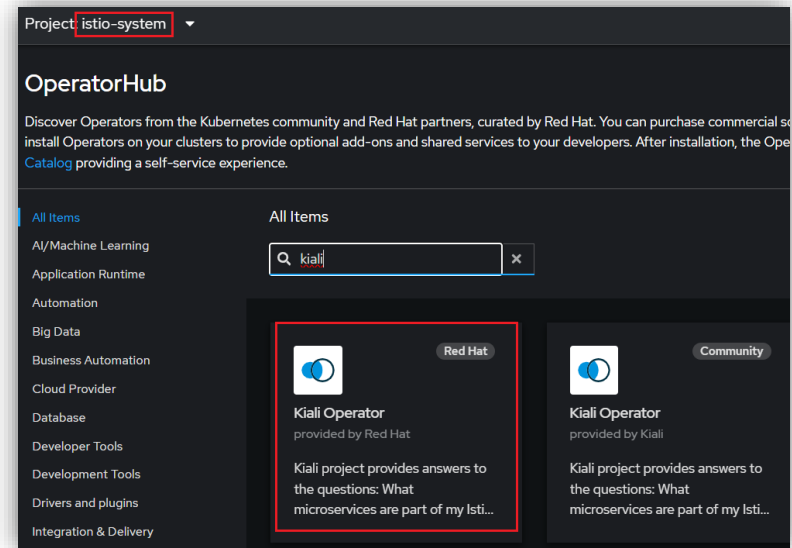 Project: istio-system
OperatorHub
Discover Operators from the Kubernetes community and Red Hat partners, curated by Red Hat. You can purchase commercial
install Operators on your clusters to provide optional add-ons and shared services to your developers. After installation, the
Catalog providing a self-service experience.
All Items
AI/Machine Learning
Application Runtime
Automation
Big Data
Business Automation
Cloud Provider
Database
Developer Tools
Development Tools
Drivers and plugins
Integration & Delivery
All Items
kiali
Red Hat
Kiali Operator
provided by Red Hat
Kiali project provides answers to
the questions: What
microservices are part of my Isti...
Community
Kiali Operator
provided by Kiali
Kiali project provides answers to
the questions: What
microservices are part of my Isti...